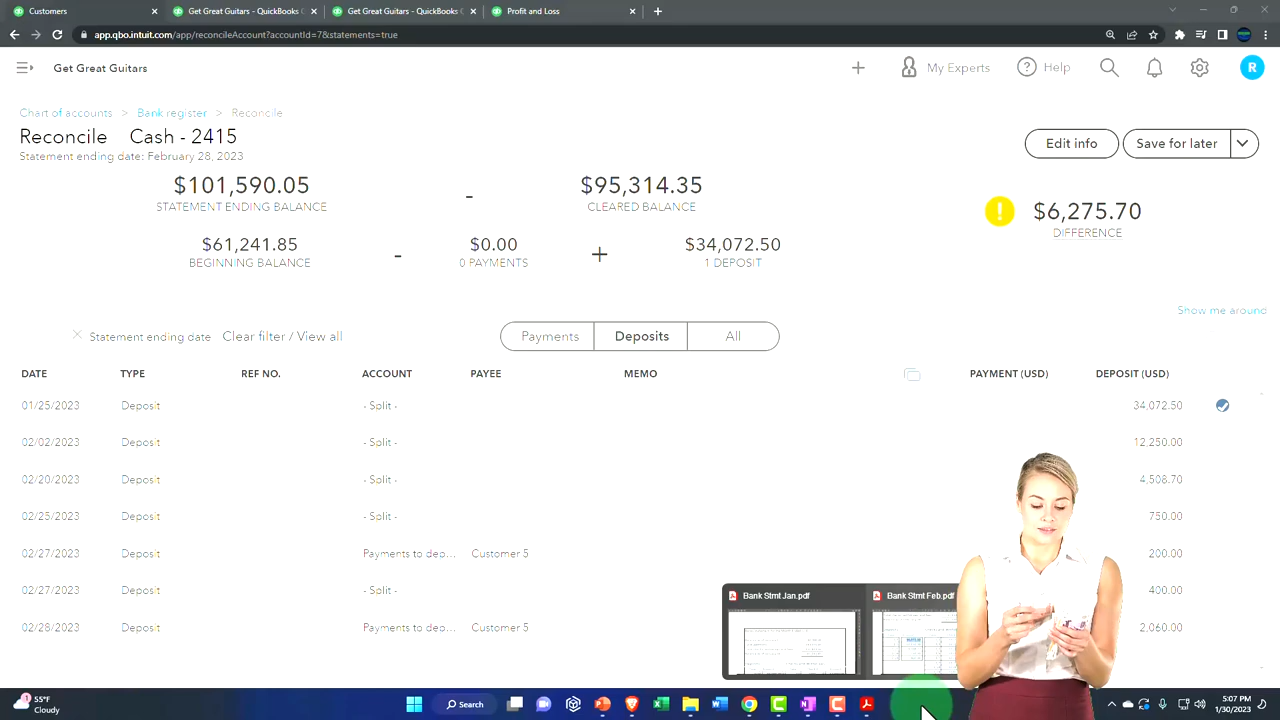 Customers
Get Great Guitars - QuickBooks O
Get Great Guitars - QuickBooks O
Profit and Loss
app.qbo.intuit.com/app/reconcileAccount?accountId=7&statements=true
Get Great Guitars
My Experts
Help
R
Chart of accounts > Bank register > Reconcile
Reconcile Cash - 2415
Statement ending date: February 28, 2023
Edit info
Save for later
$101,590.05 - $95,314.35
STATEMENT ENDING BALANCE CLEARED BALANCE
! $6,275.70
DIFFERENCE
$61,241.85 - $0.00 + $34,072.50
BEGINNING BALANCE 0 PAYMENTS 1 DEPOSIT
Show me around
Statement ending date Clear filter / View all
Payments Deposits All
DATE TYPE REF NO. ACCOUNT PAYEE MEMO PAYMENT (USD) DEPOSIT (USD)
01/25/2023 Deposit - Split - 34,072.50
02/02/2023 Deposit - Split - 12,250.00
02/20/2023 Deposit - Split - 4,508.70
02/25/2023 Deposit - Split - 750.00
02/27/2023 Deposit Payments to dep... Customer 5 200.00
02/27/2023 Deposit - Split - 400.00
02/28/2023 Deposit Payments to dep... Customer 2,060.00
Bank Stmt Jan.pdf
Bank Stmt Feb.pdf
55°F
Cloudy
Search
5:07 PM
1/30/2023